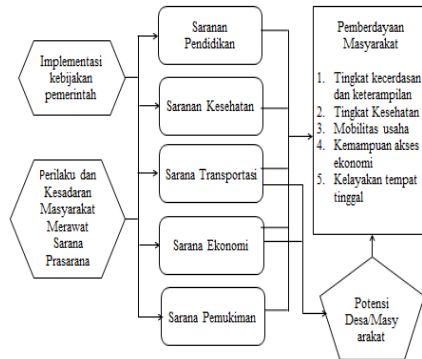 Implementasi
kebijakan
pemerintah
Perilaku dan
Kesadaran
Masyarakat
Merawat
Sarana
Prasarana
Saranan
Pendidikan
Saranan Kesehatan
Sarana Transportasi
Sarana Ekonomi
Sarana Pemukiman
Pemberdayaan
Masyarakat
1. Tingkat kecerdasan
dan keterampilan
2. Tingkat Kesehatan
3. Mobilitas usaha
4. Kemampuan akses
ekonomi
5. Kelayakan tempat
tinggal
Potensi
Desa/Masy
arakat